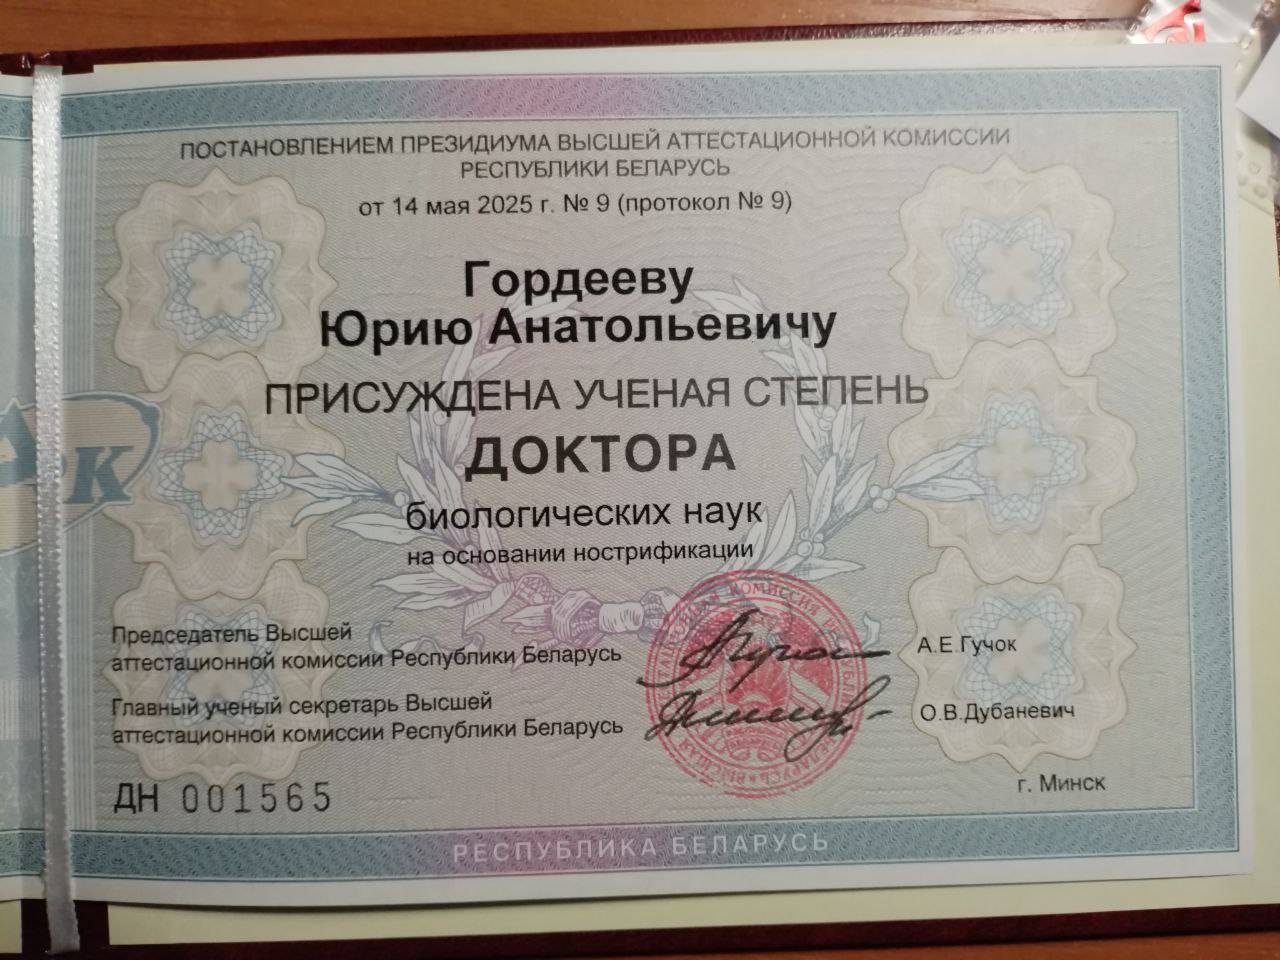 ПОСТАНОВЛЕНИЕМ ПРЕЗИДИУМА ВЫСШЕЙ АТТЕСТАЦИОННОЙ КОМИССИИ
РЕСПУБЛИКИ БЕЛАРУСЬ
от 14 мая 2025 г. № 9 (протокол № 9)
Гордееву
Юрию Анатольевичу
ПРИСУЖДЕНА УЧЕНАЯ СТЕПЕНЬ
ДОКТОРА
биологических наук
на основании нострификации
Председатель Высшей
аттестационной комиссии Республики Беларусь
А.Е.Гучок
Главный ученый секретарь Высшей
аттестационной комиссии Республики Беларусь
О.В.Дубаневич
ДН 001565
г. Минск
РЕСПУБЛИКА БЕЛАРУСЬ